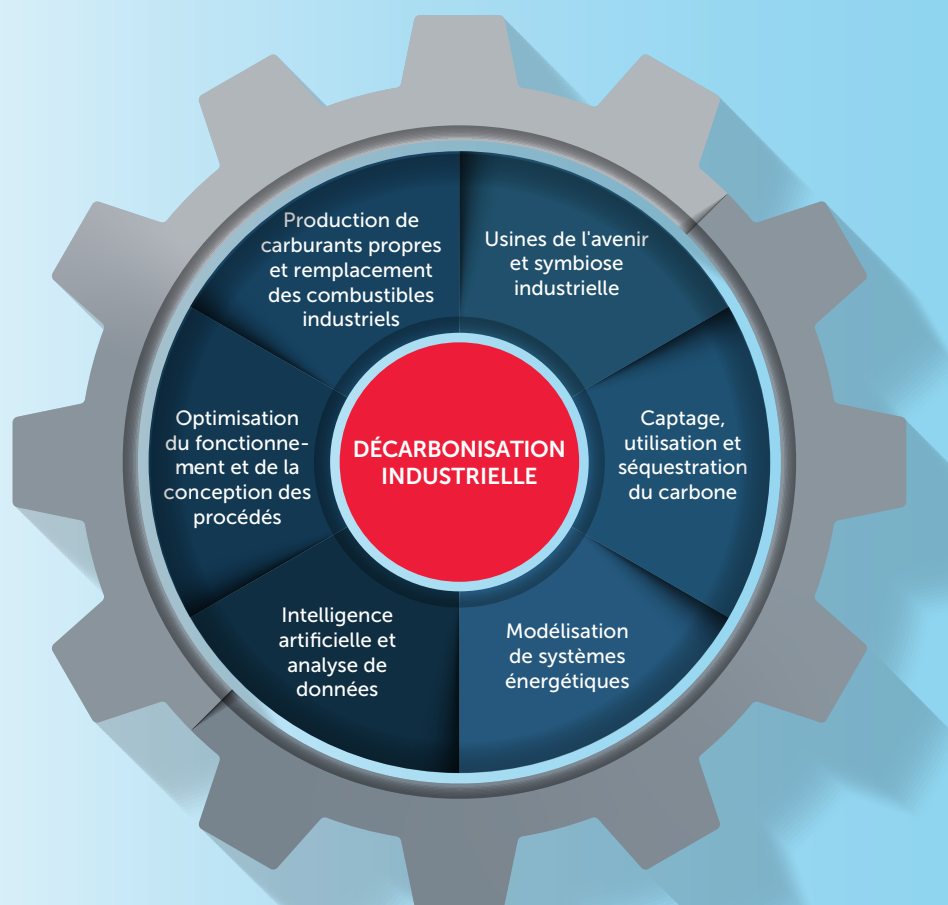 Production de
carburants propres
et remplacement
des combustibles
industriels
Usines de l'avenir
et symbiose
industrielle
Optimisation
du fonctionne-
ment et de la
conception des
procédés
DÉCARBONISATION
INDUSTRIELLE
Captage,
utilisation et
séquestration
du carbone
Intelligence
artificielle et
analyse de
données
Modélisation
de systèmes
énergétiques